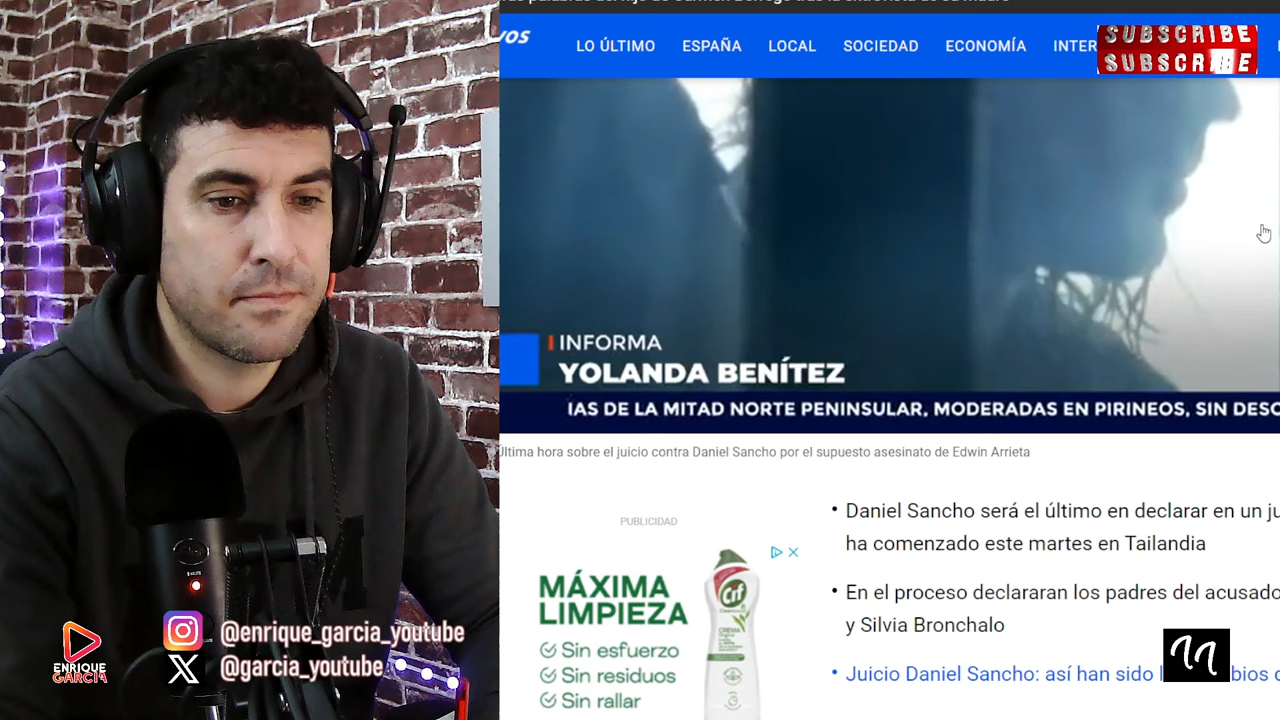 LO ÚLTIMO ESPAÑA LOCAL SOCIEDAD ECONOMÍA INTER
SUBSCRIBE
SUBSCRIBE
INFORMA
YOLANDA BENÍTEZ
IAS DE LA MITAD NORTE PENINSULAR, MODERADAS EN PIRINEOS, SIN DESC
Última hora sobre el juicio contra Daniel Sancho por el supuesto asesinato de Edwin Arrieta
PUBLICIDAD
MÁXIMA
LIMPIEZA
Sin esfuerzo
Sin residuos
Sin rallar
Cif
CREMA
• Daniel Sancho será el último en declarar en un ju
ha comenzado este martes en Tailandia
• En el proceso declararan los padres del acusado
y Silvia Bronchalo
• Juicio Daniel Sancho: así han sido l bios d
@enrique_garcia_youtube
@garcia_youtube
ENRIQUE
GARCIA